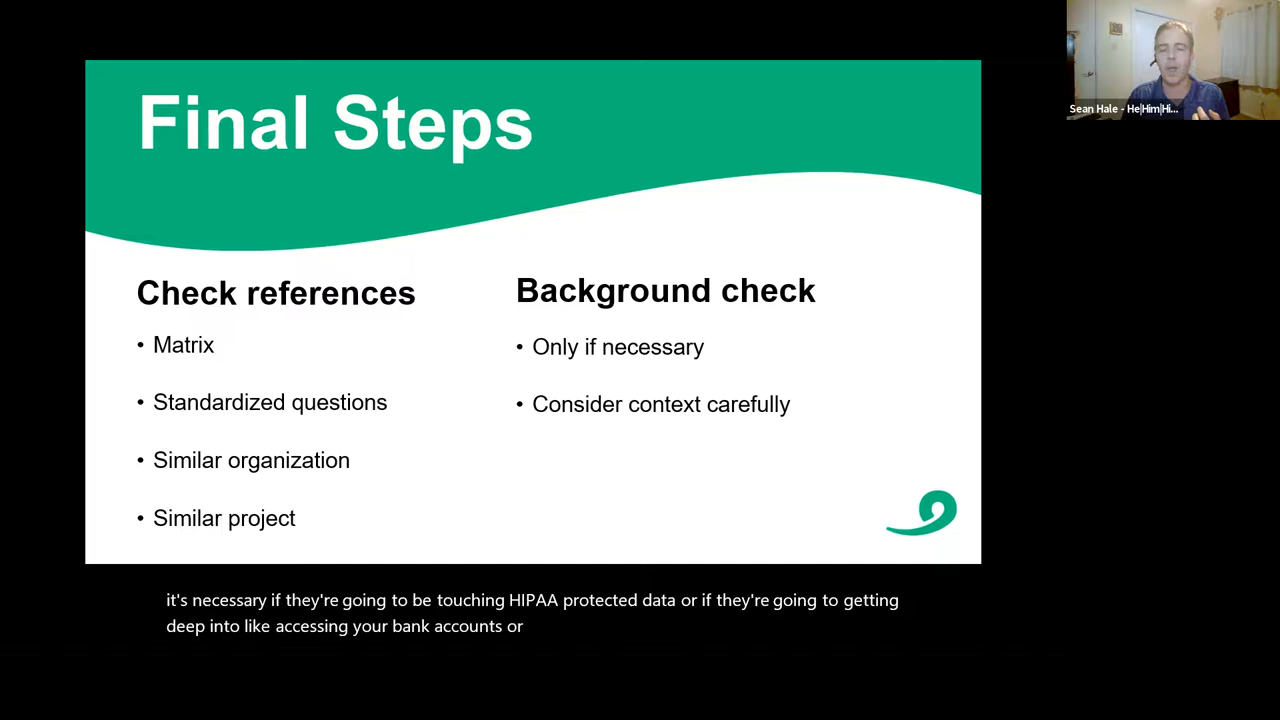 Final Steps
Sean Hale - He|Him|Hi...
Check references
• Matrix
• Standardized questions
• Similar organization
• Similar project
Background check
• Only if necessary
• Consider context carefully
it's necessary if they're going to be touching HIPAA protected data or if they're going to getting
deep into like accessing your bank accounts or